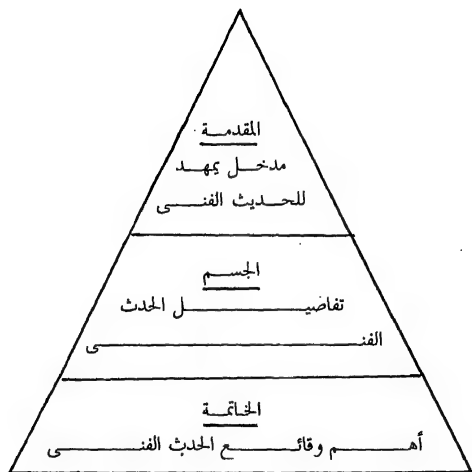 المقدمة
مدخل يمهد
للحديث الفنى
الجسم
تفاصيل الحدث
الفنى
الخاتمة
أهم وقائع الحدث الفنى